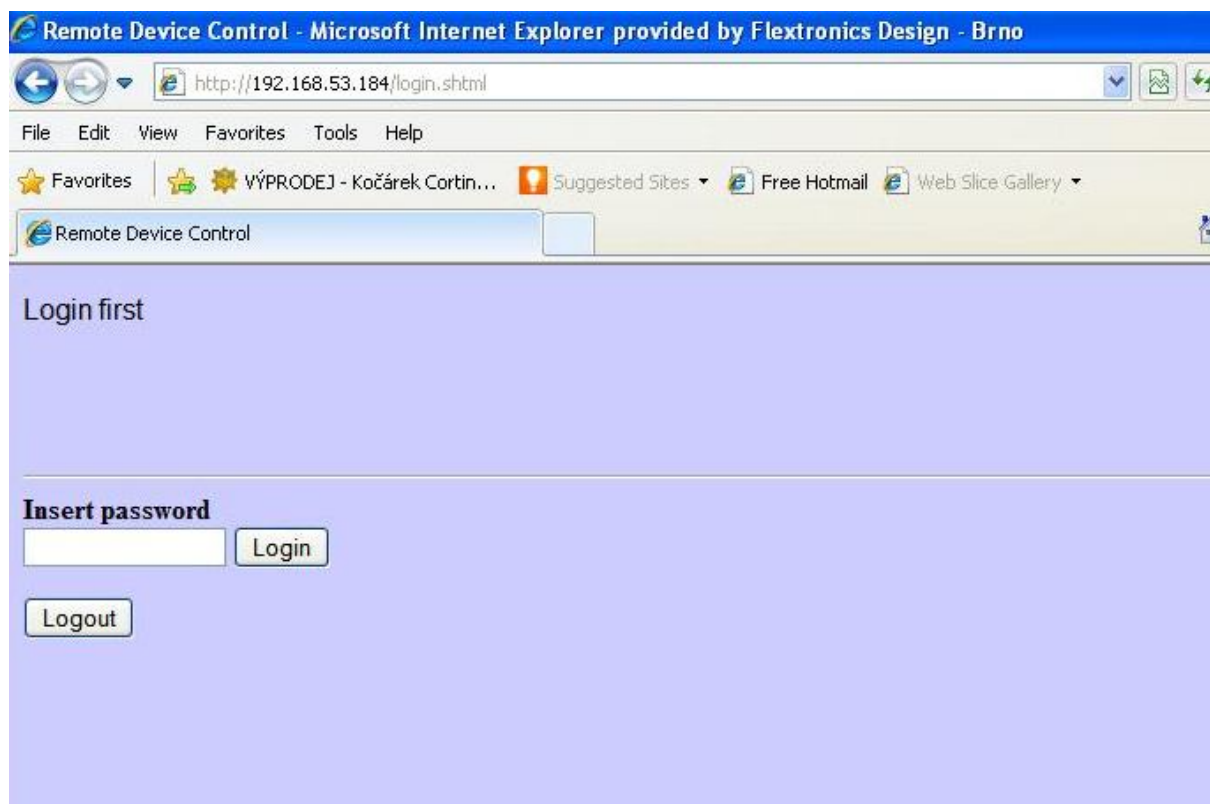 Remote Device Control - Microsoft Internet Explorer provided by Flextronics Design - Brno
http://192.168.53.184/login.shtml
File Edit View Favorites Tools Help
Favorites VÝPRODEJ - Kočárek Cortin... Suggested Sites Free Hotmail Web Slice Gallery
Remote Device Control
Login first
Insert password
Login
Logout